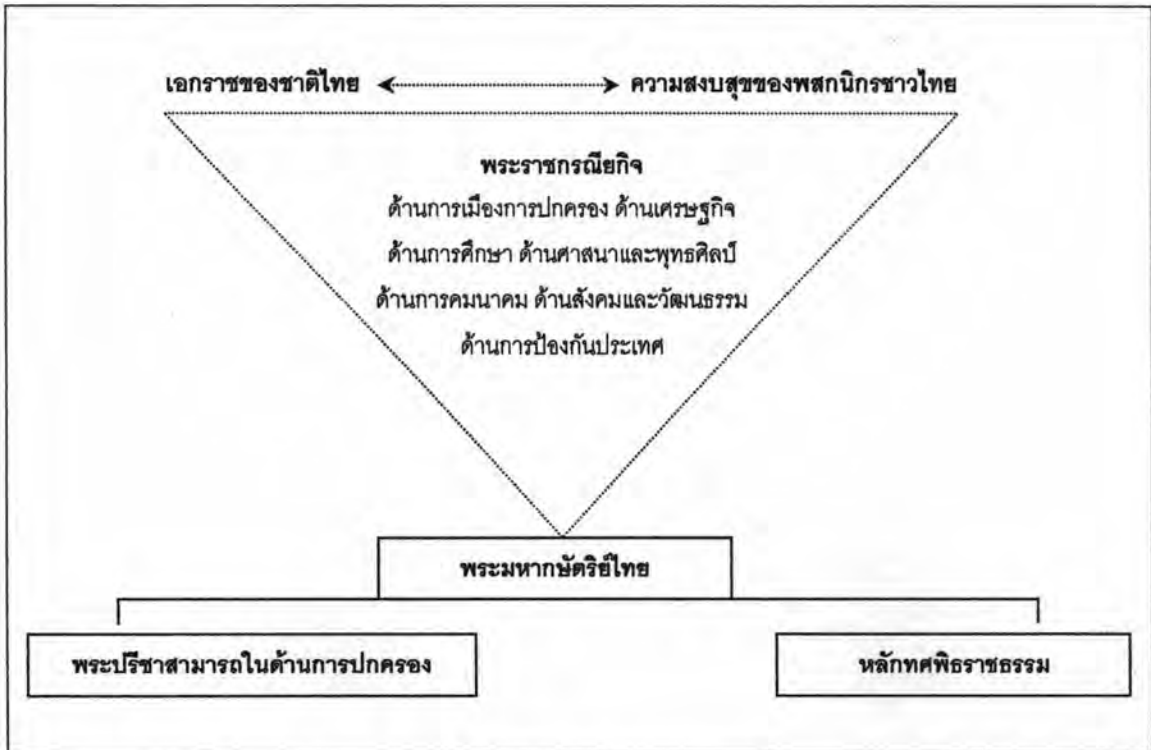 เอกราชของชาติไทย ความสงบสุขของพสกนิกรชาวไทย
พระราชกรณียกิจ
ด้านการเมืองการปกครอง ด้านเศรษฐกิจ
ด้านการศึกษา ด้านศาสนาและพุทธศิลป์
ด้านการคมนาคม ด้านสังคมและวัฒนธรรม
ด้านการป้องกันประเทศ
พระมหากษัตริย์ไทย
พระปรีชาสามารถในด้านการปกครอง หลักทศพิธราชธรรม